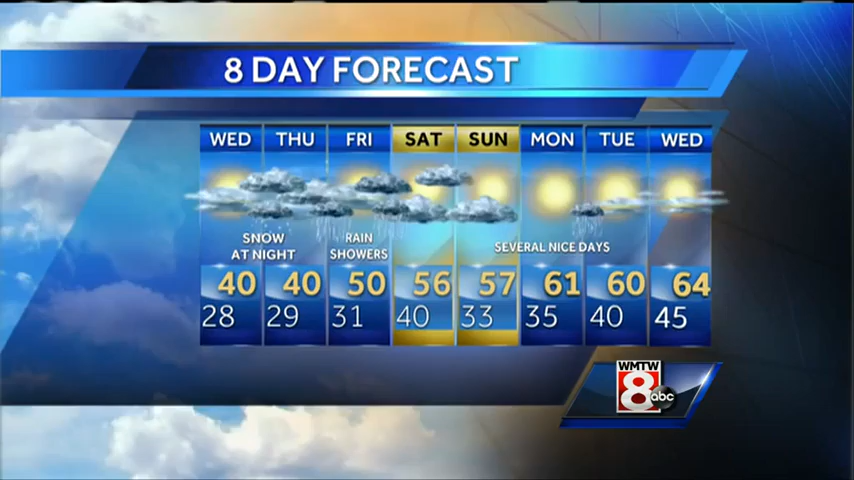 8 DAY FORECAST
WED THU FRI SAT SUN MON TUE WED
SNOW
AT NIGHT
RAIN
SHOWERS
SEVERAL NICE DAYS
40 40 50 56 57 61 60 64
28 29 31 40 33 35 40 45
WMTW
8
abc